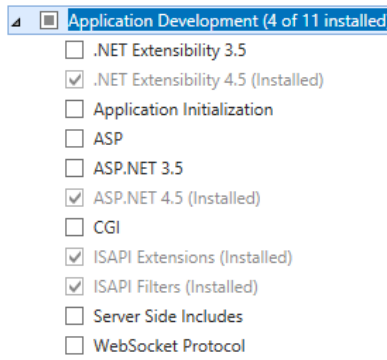 Application Development (4 of 11 installed
.NET Extensibility 3.5
.NET Extensibility 4.5 (Installed)
Application Initialization
ASP
ASP.NET 3.5
ASP.NET 4.5 (Installed)
CGI
ISAPI Extensions (Installed)
ISAPI Filters (Installed)
Server Side Includes
WebSocket Protocol